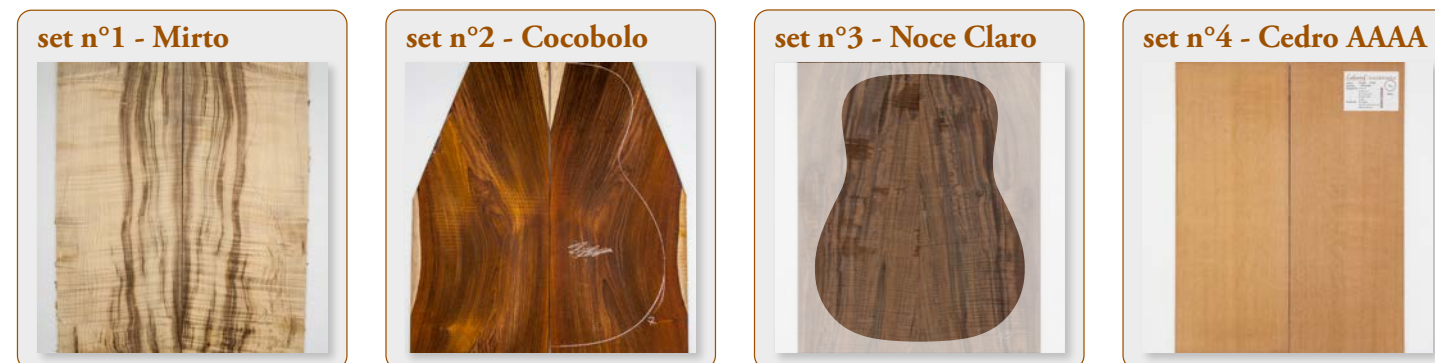 set n°1 - Mirto
set n°2 - Cocobolo
set n°3 - Noce Claro
set n°4 - Cedro AAAA